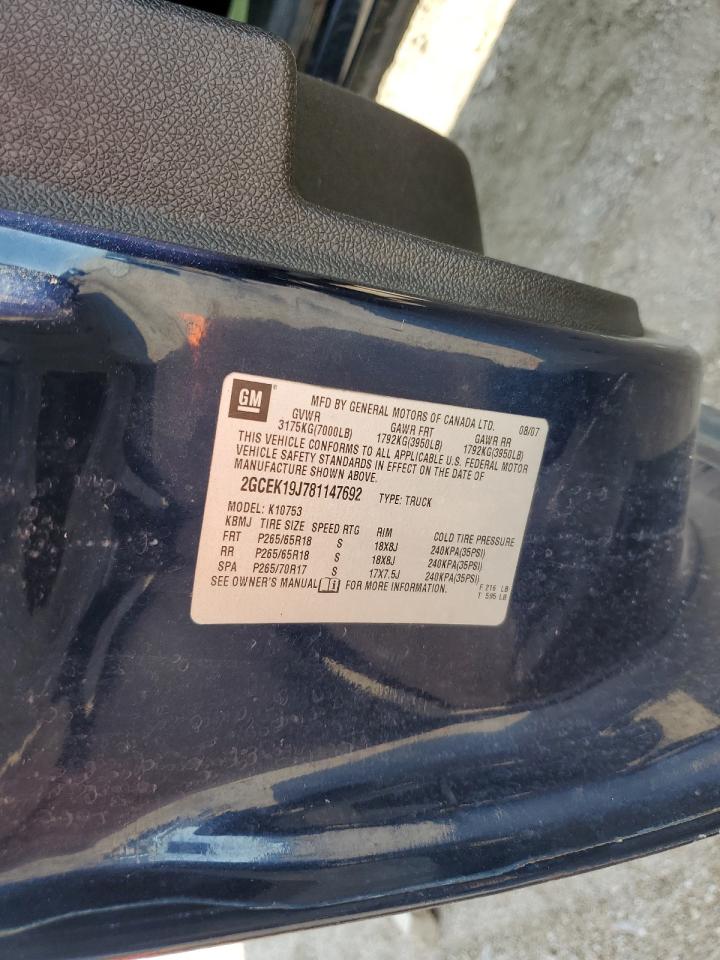 GM
MFD BY GENERAL MOTORS OF CANADA LTD. 08/07
GVWR GAWR FRT GAWR RR
3175KG(7000LB) 1792KG(3950LB) 1792KG(3950LB)
THIS VEHICLE CONFORMS TO ALL APPLICABLE U.S. FEDERAL MOTOR
VEHICLE SAFETY STANDARDS IN EFFECT ON THE DATE OF
MANUFACTURE SHOWN ABOVE.
2GCEK19J781147692 TYPE: TRUCK
MODEL: K10753
KBMJ TIRE SIZE SPEED RTG RIM COLD TIRE PRESSURE
FRT P265/65R18 S 18X8J 240KPA(35PSI)
RR P265/65R18 S 18X8J 240KPA(35PSI)
SPA P265/70R17 S 17X7.5J 240KPA(35PSI)
SEE OWNER'S MANUAL FOR MORE INFORMATION.
F: 216 LB
T: 595 LB